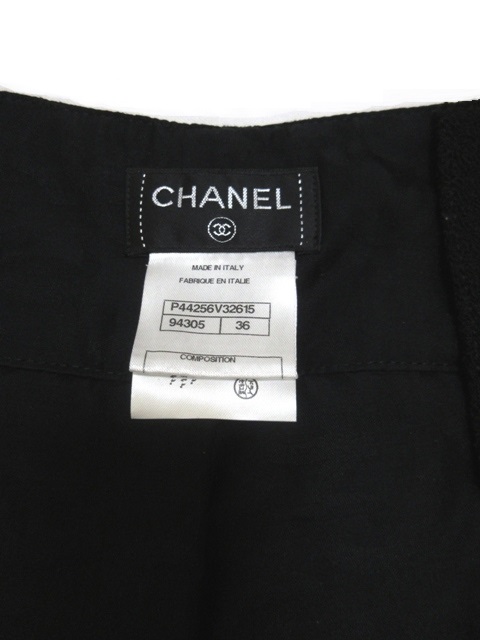 CHANEL
MADE IN ITALY
FABRIQUE EN ITALIE
P44256V32615
94305 36
COMPOSITION